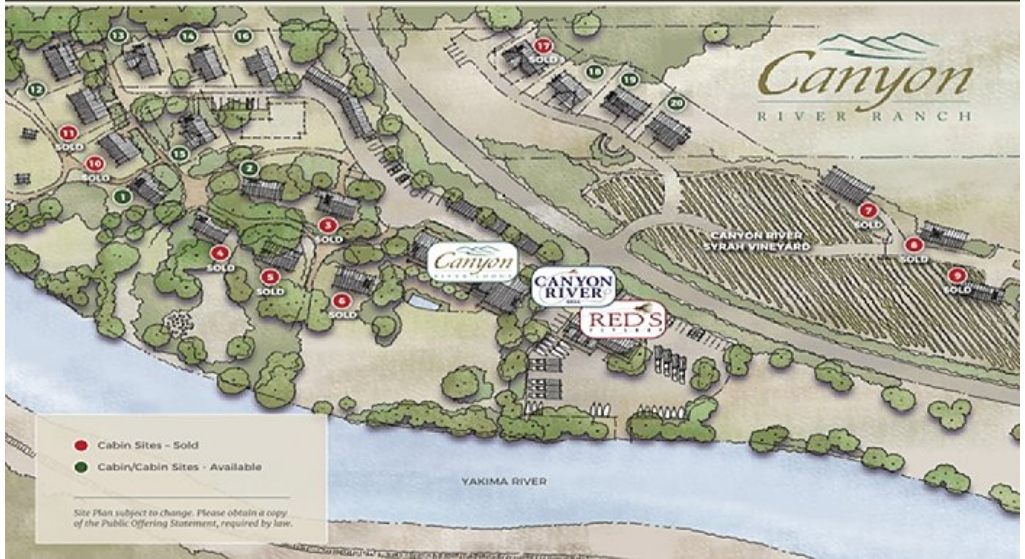 13
14
16
17
SOLD
18
19
20
Canyon
RIVER RANCH
12
11
SOLD
10
SOLD
15
1
2
3
SOLD
4
SOLD
5
SOLD
6
SOLD
7
SOLD
8
SOLD
9
SOLD
CANYON RIVER
SYRAH VINEYARD
Canyon
RIVER LODGE
CANYON
RIVER
RED'S
Cabin Sites – Sold
Cabin/Cabin Sites - Available
Site Plan subject to change. Please obtain a copy
of the Public Offering Statement, required by law.
YAKIMA RIVER